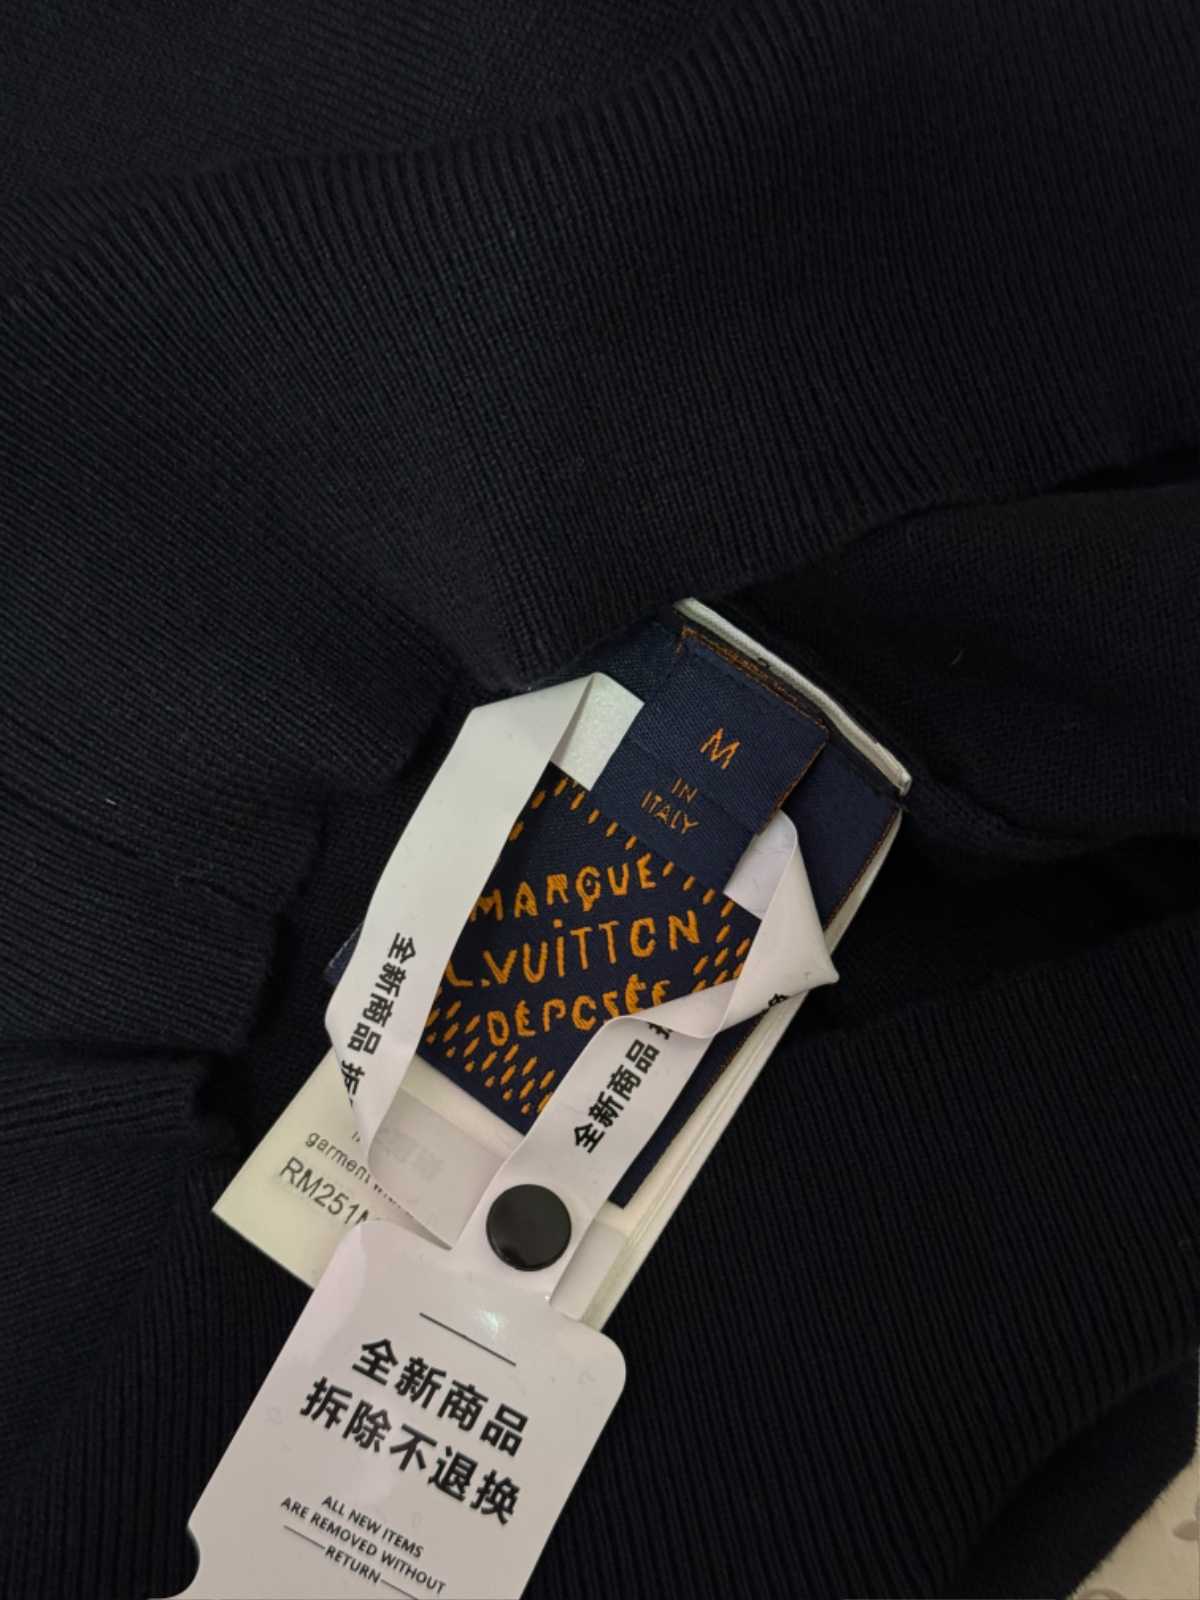 M
IN
ITALY
MARQUE
L.VUITTON
DÉPOSÉE
全新商品
全新商品
garment
RM251
全新商品
拆除不退换
ALL NEW ITEMS
ARE REMOVED WITHOUT
RETURN